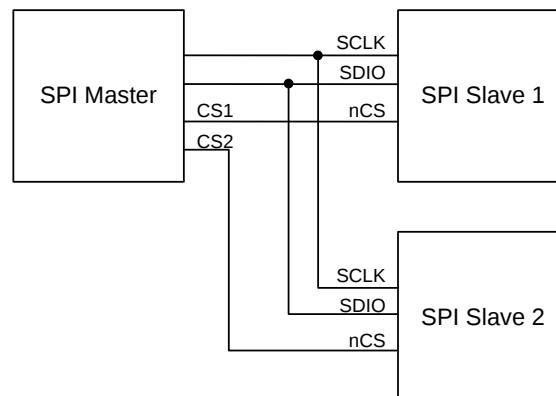 SCLK
SDIO
SPI Master
SPI Slave 1
CS1
nCS
CS2
SCLK
SDIO
SPI Slave 2
nCS